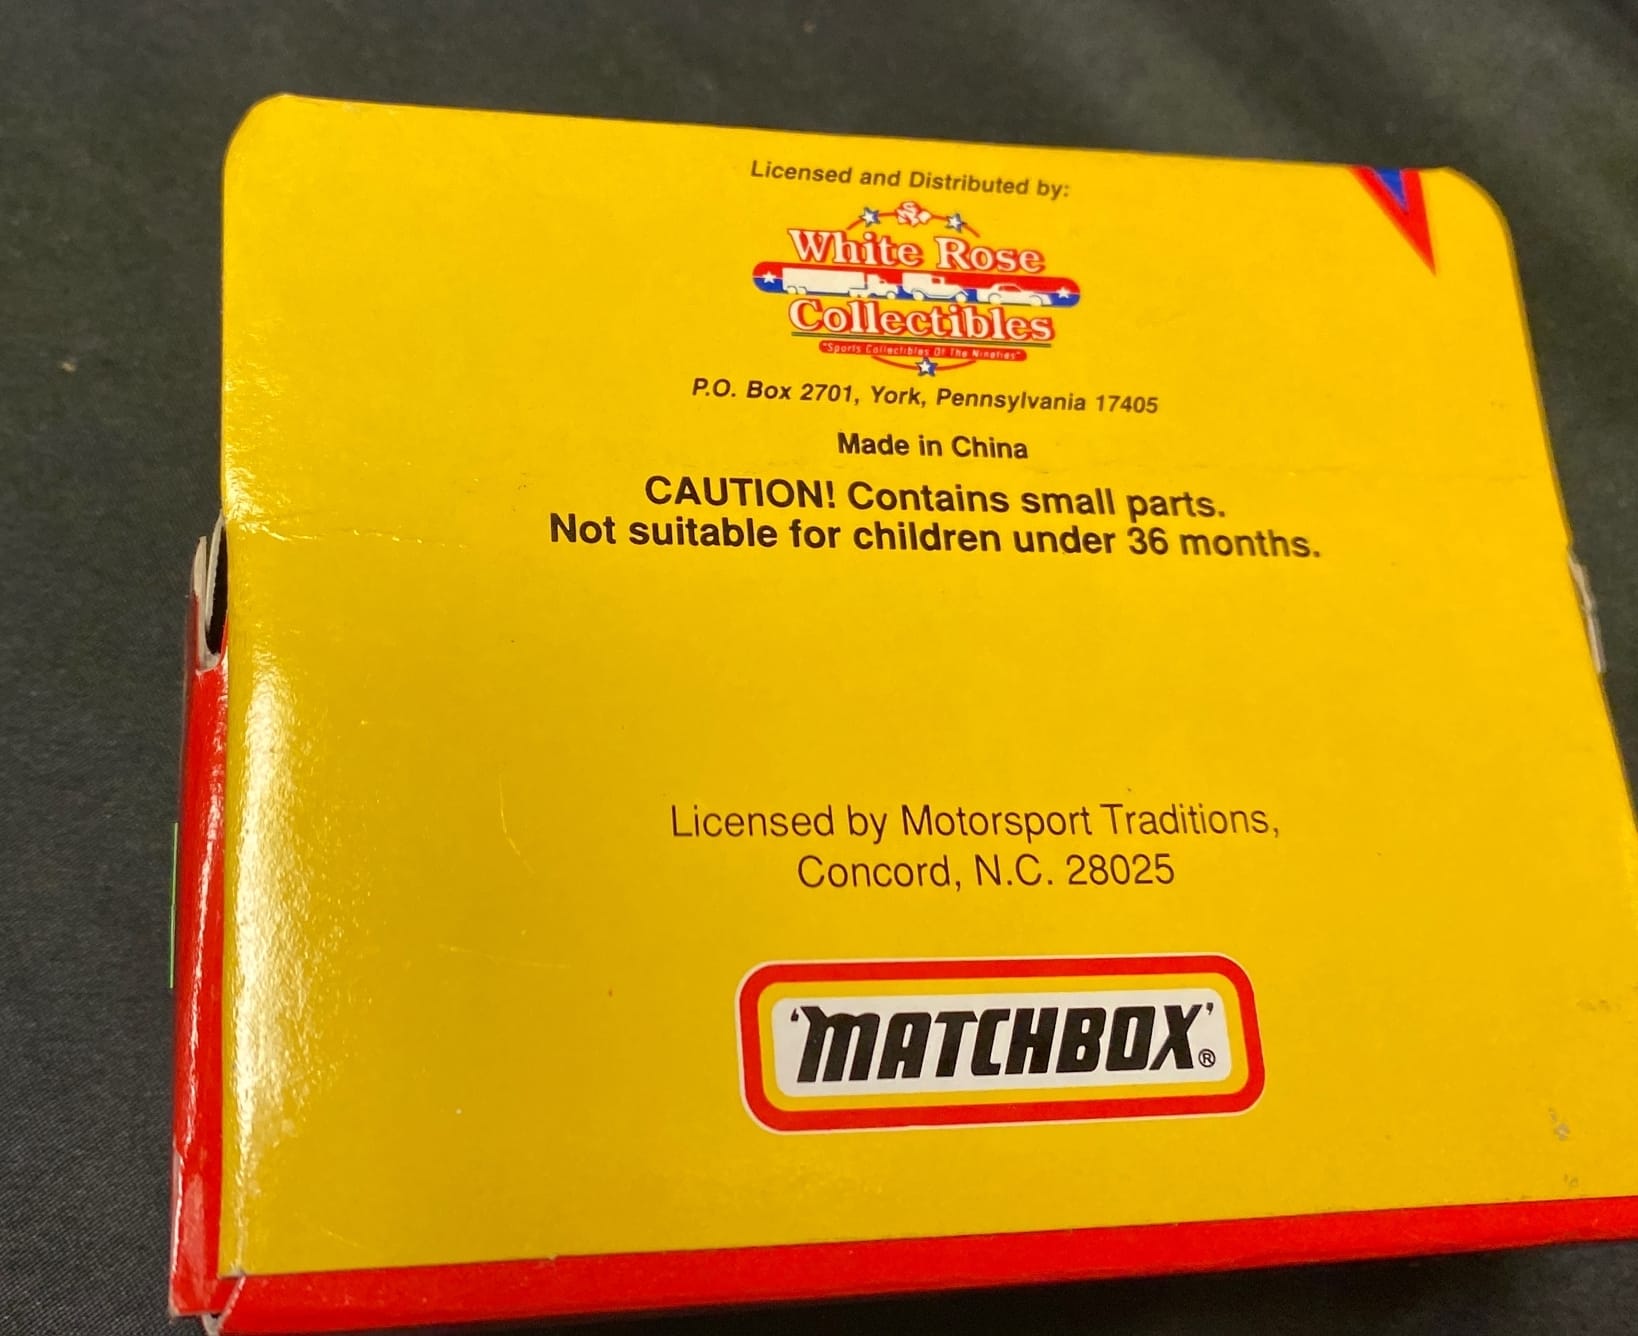 Licensed and Distributed by:
White Rose
Collectibles
"Sports Collectibles Of The Nineties"
P.O. Box 2701, York, Pennsylvania 17405
Made in China
CAUTION! Contains small parts.
Not suitable for children under 36 months.
Licensed by Motorsport Traditions,
Concord, N.C. 28025
'MATCHBOX'®